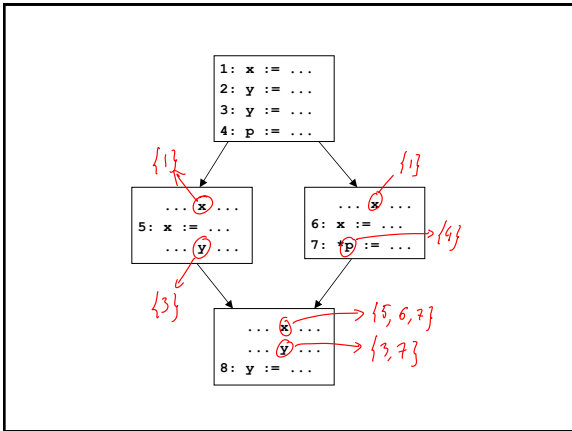 1: x := ...
2: y := ...
3: y := ...
4: p := ...
{1}
{1}
... x ...
5: x := ...
... y ...
... x ...
6: x := ...
7: *p := ...
{4}
{3}
... x ...
{5, 6, 7}
... y ...
{3, 7}
8: y := ...